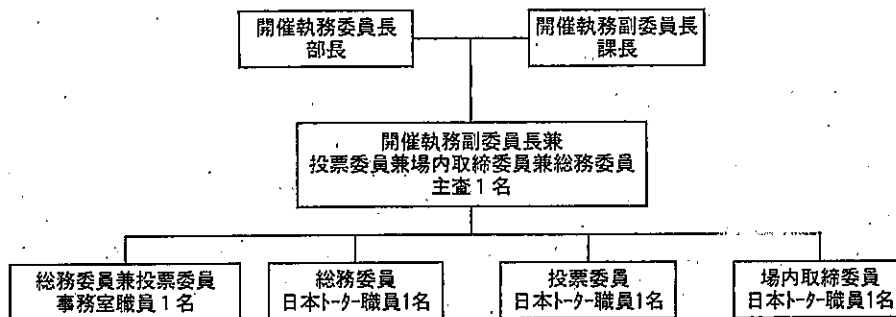 開催執務委員長
部長
開催執務副委員長
課長
開催執務副委員長兼
投票委員兼場内取締委員兼総務委員
主査1名
総務委員兼投票委員
事務室職員1名
総務委員
日本トーター職員1名
投票委員
日本トーター職員1名
場内取締委員
日本トーター職員1名